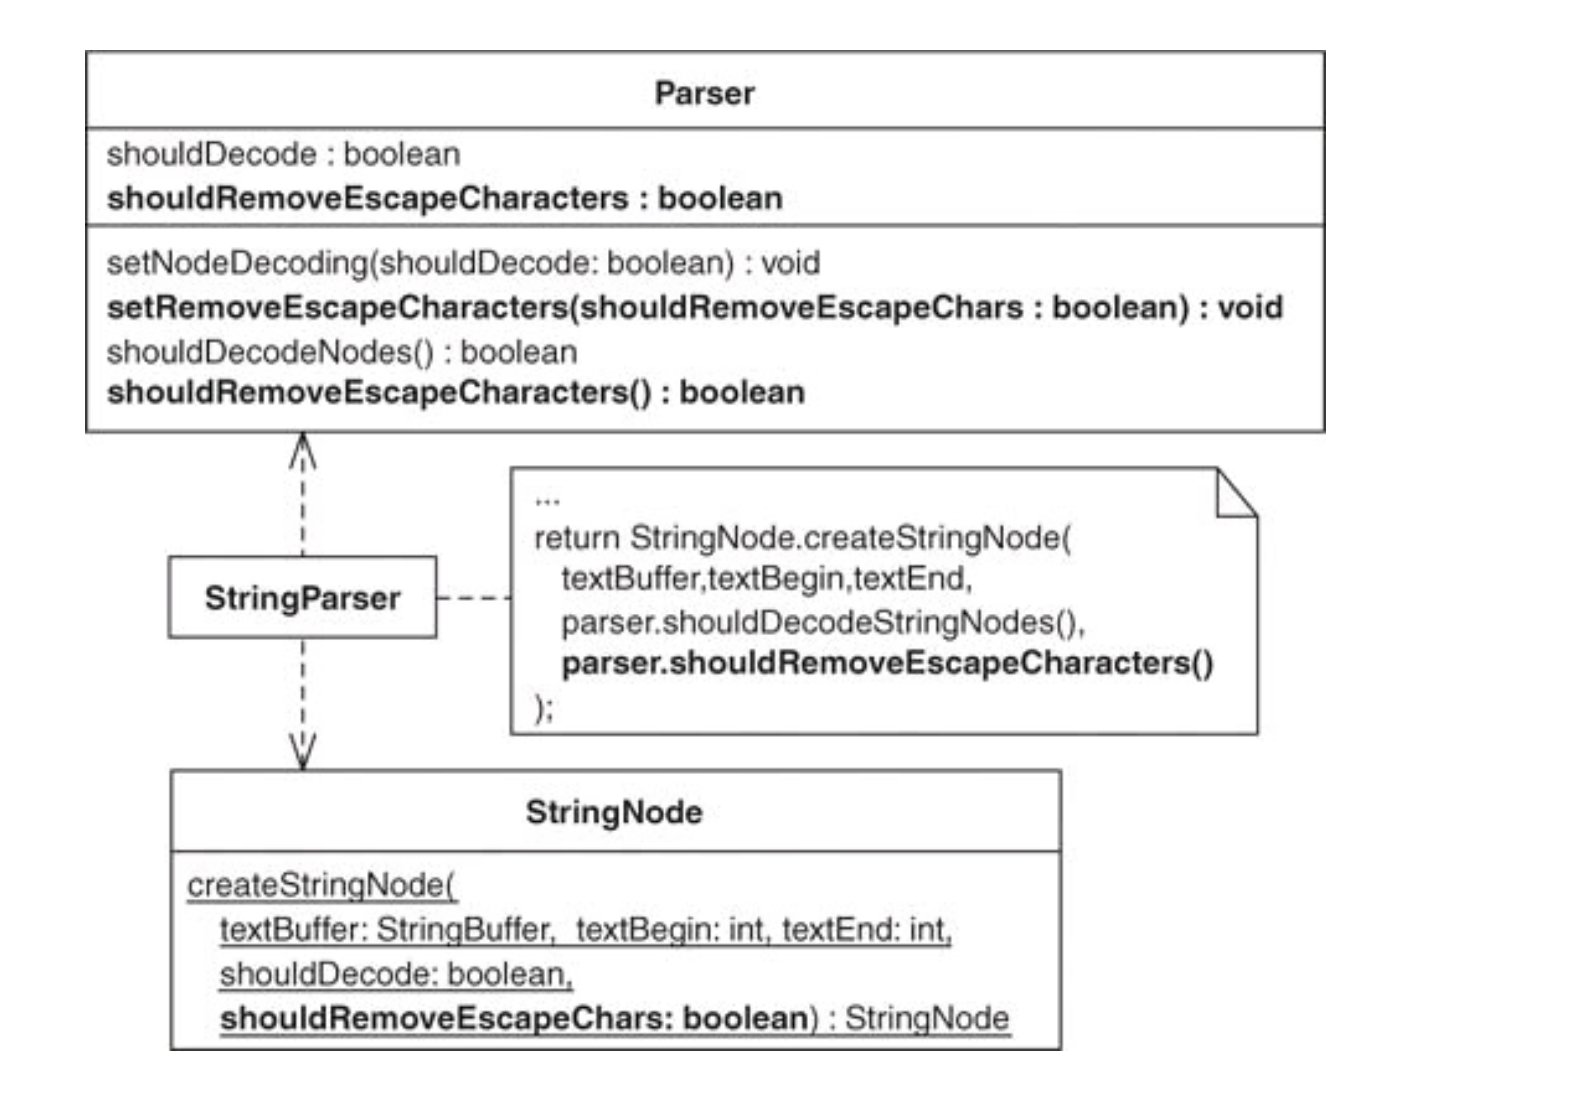 Parser
shouldDecode : boolean
shouldRemoveEscapeCharacters : boolean
setNodeDecoding(shouldDecode: boolean) : void
setRemoveEscapeCharacters(shouldRemoveEscapeChars : boolean) : void
shouldDecodeNodes() : boolean
shouldRemoveEscapeCharacters() : boolean
...
return StringNode.createStringNode(
textBuffer,textBegin,textEnd,
parser.shouldDecodeStringNodes(),
parser.shouldRemoveEscapeCharacters()
);
StringParser
StringNode
createStringNode(
textBuffer: StringBuffer, textBegin: int, textEnd: int,
shouldDecode: boolean,
shouldRemoveEscapeChars: boolean) : StringNode